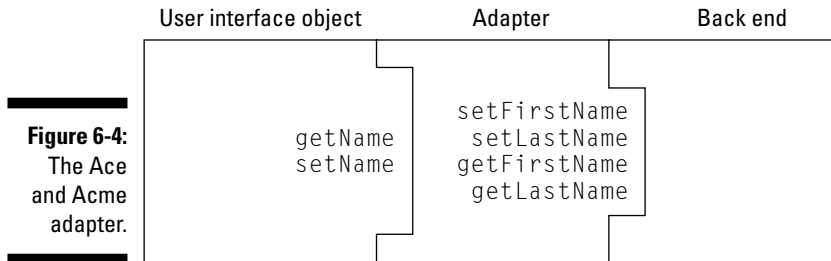 User interface object
Adapter
Back end
Figure 6-4:
The Ace
and Acme
adapter.
getName
setName
setFirstName
setLastName
getFirstName
getLastName